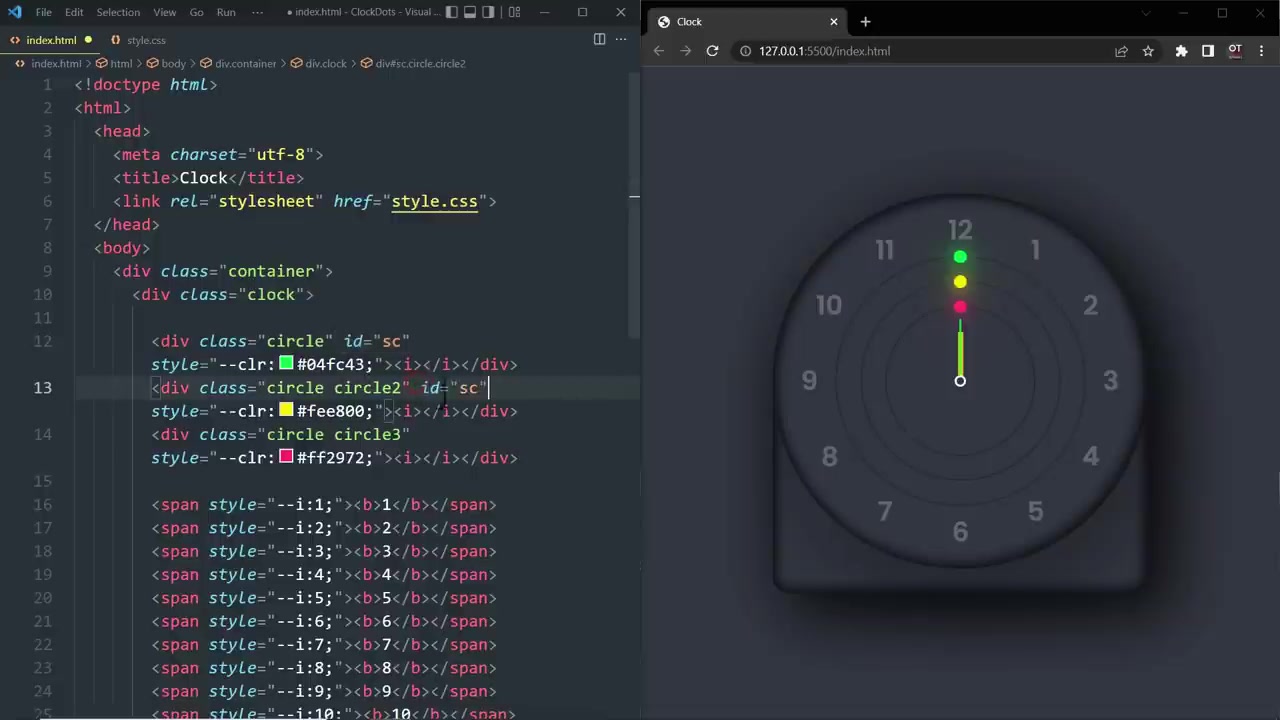 File Edit Selection View Go Run ··· ● index.html - ClockDots - Visual ...
index.html ● style.css
index.html > html > body > div.container > div.clock > div#sc.circle.circle2
1 <!doctype html>
2 <html>
3 <head>
4 <meta charset="utf-8">
5 <title>Clock</title>
6 <link rel="stylesheet" href="style.css">
7 </head>
8 <body>
9 <div class="container">
10 <div class="clock">
11
12 <div class="circle" id="sc"
style="--clr:#04fc43;"><i></i></div>
13 <div class="circle circle2" id="sc"
style="--clr:#fee800;"><i></i></div>
14 <div class="circle circle3"
style="--clr:#ff2972;"><i></i></div>
15
16 <span style="--i:1;"><b>1</b></span>
17 <span style="--i:2;"><b>2</b></span>
18 <span style="--i:3;"><b>3</b></span>
19 <span style="--i:4;"><b>4</b></span>
20 <span style="--i:5;"><b>5</b></span>
21 <span style="--i:6;"><b>6</b></span>
22 <span style="--i:7;"><b>7</b></span>
23 <span style="--i:8;"><b>8</b></span>
24 <span style="--i:9;"><b>9</b></span>
25 <span style="--i:10;"><b>10</b></span>
Clock
127.0.0.1:5500/index.html
OT
12
11 1
10 2
9 3
8 4
7 5
6